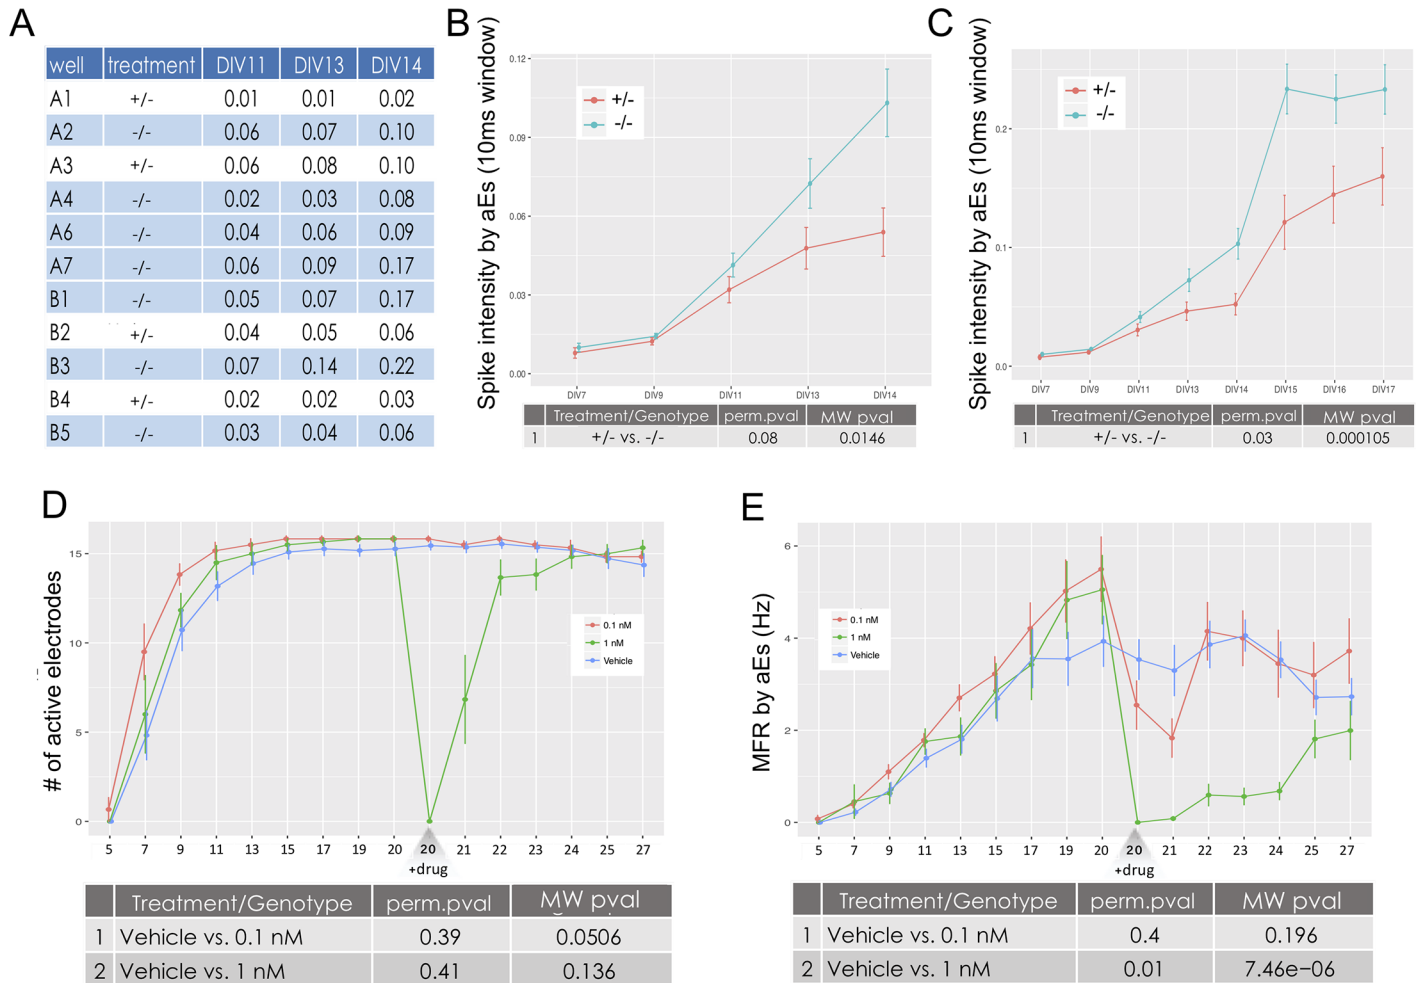 A
well treatment DIV11 DIV13 DIV14
A1 +/- 0.01 0.01 0.02
A2 -/- 0.06 0.07 0.10
A3 +/- 0.06 0.08 0.10
A4 -/- 0.02 0.03 0.08
A6 -/- 0.04 0.06 0.09
A7 -/- 0.06 0.09 0.17
B1 -/- 0.05 0.07 0.17
B2 +/- 0.04 0.05 0.06
B3 -/- 0.07 0.14 0.22
B4 +/- 0.02 0.02 0.03
B5 -/- 0.03 0.04 0.06
B
Spike intensity by aEs (10ms window)
0.12
0.09
0.06
0.03
0.00
+/-
-/-
DIV7 DIV9 DIV11 DIV13 DIV14
Treatment/Genotype perm.pval MW pval
1 +/- vs. -/- 0.08 0.0146
C
Spike intensity by aEs (10ms window)
0.2
0.1
0.0
+/-
-/-
DIV7 DIV9 DIV11 DIV13 DIV14 DIV15 DIV16 DIV17
Treatment/Genotype perm.pval MW pval
1 +/- vs. -/- 0.03 0.000105
D
# of active electrodes
15
10
5
0
0.1 nM
1 nM
Vehicle
5 7 9 11 13 15 17 19 20 20 21 22 23 24 25 27
+drug
Treatment/Genotype perm.pval MW pval
1 Vehicle vs. 0.1 nM 0.39 0.0506
2 Vehicle vs. 1 nM 0.41 0.136
E
MFR by aEs (Hz)
6
4
2
0
0.1 nM
1 nM
Vehicle
5 7 9 11 13 15 17 19 20 20 21 22 23 24 25 27
+drug
Treatment/Genotype perm.pval MW pval
1 Vehicle vs. 0.1 nM 0.4 0.196
2 Vehicle vs. 1 nM 0.01 7.46e−06